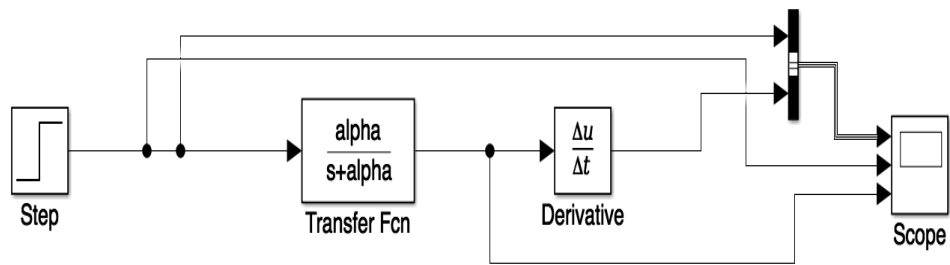 Step
alpha
s+alpha
Transfer Fcn
Δu
Δt
Derivative
Scope